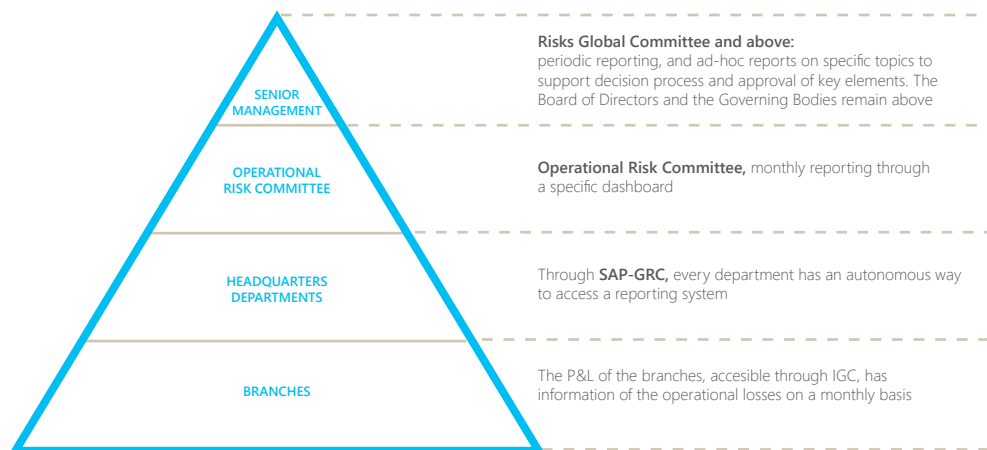 Risks Global Committee and above:
periodic reporting, and ad-hoc reports on specific topics to
support decision process and approval of key elements. The
Board of Directors and the Governing Bodies remain above
SENIOR
MANAGEMENT
OPERATIONAL
RISK COMMITTEE
Operational Risk Committee, monthly reporting through
a specific dashboard
HEADQUARTERS
DEPARTMENTS
Through SAP-GRC, every department has an autonomous way
to access a reporting system
BRANCHES
The P&L of the branches, accesible through IGC, has
information of the operational losses on a monthly basis